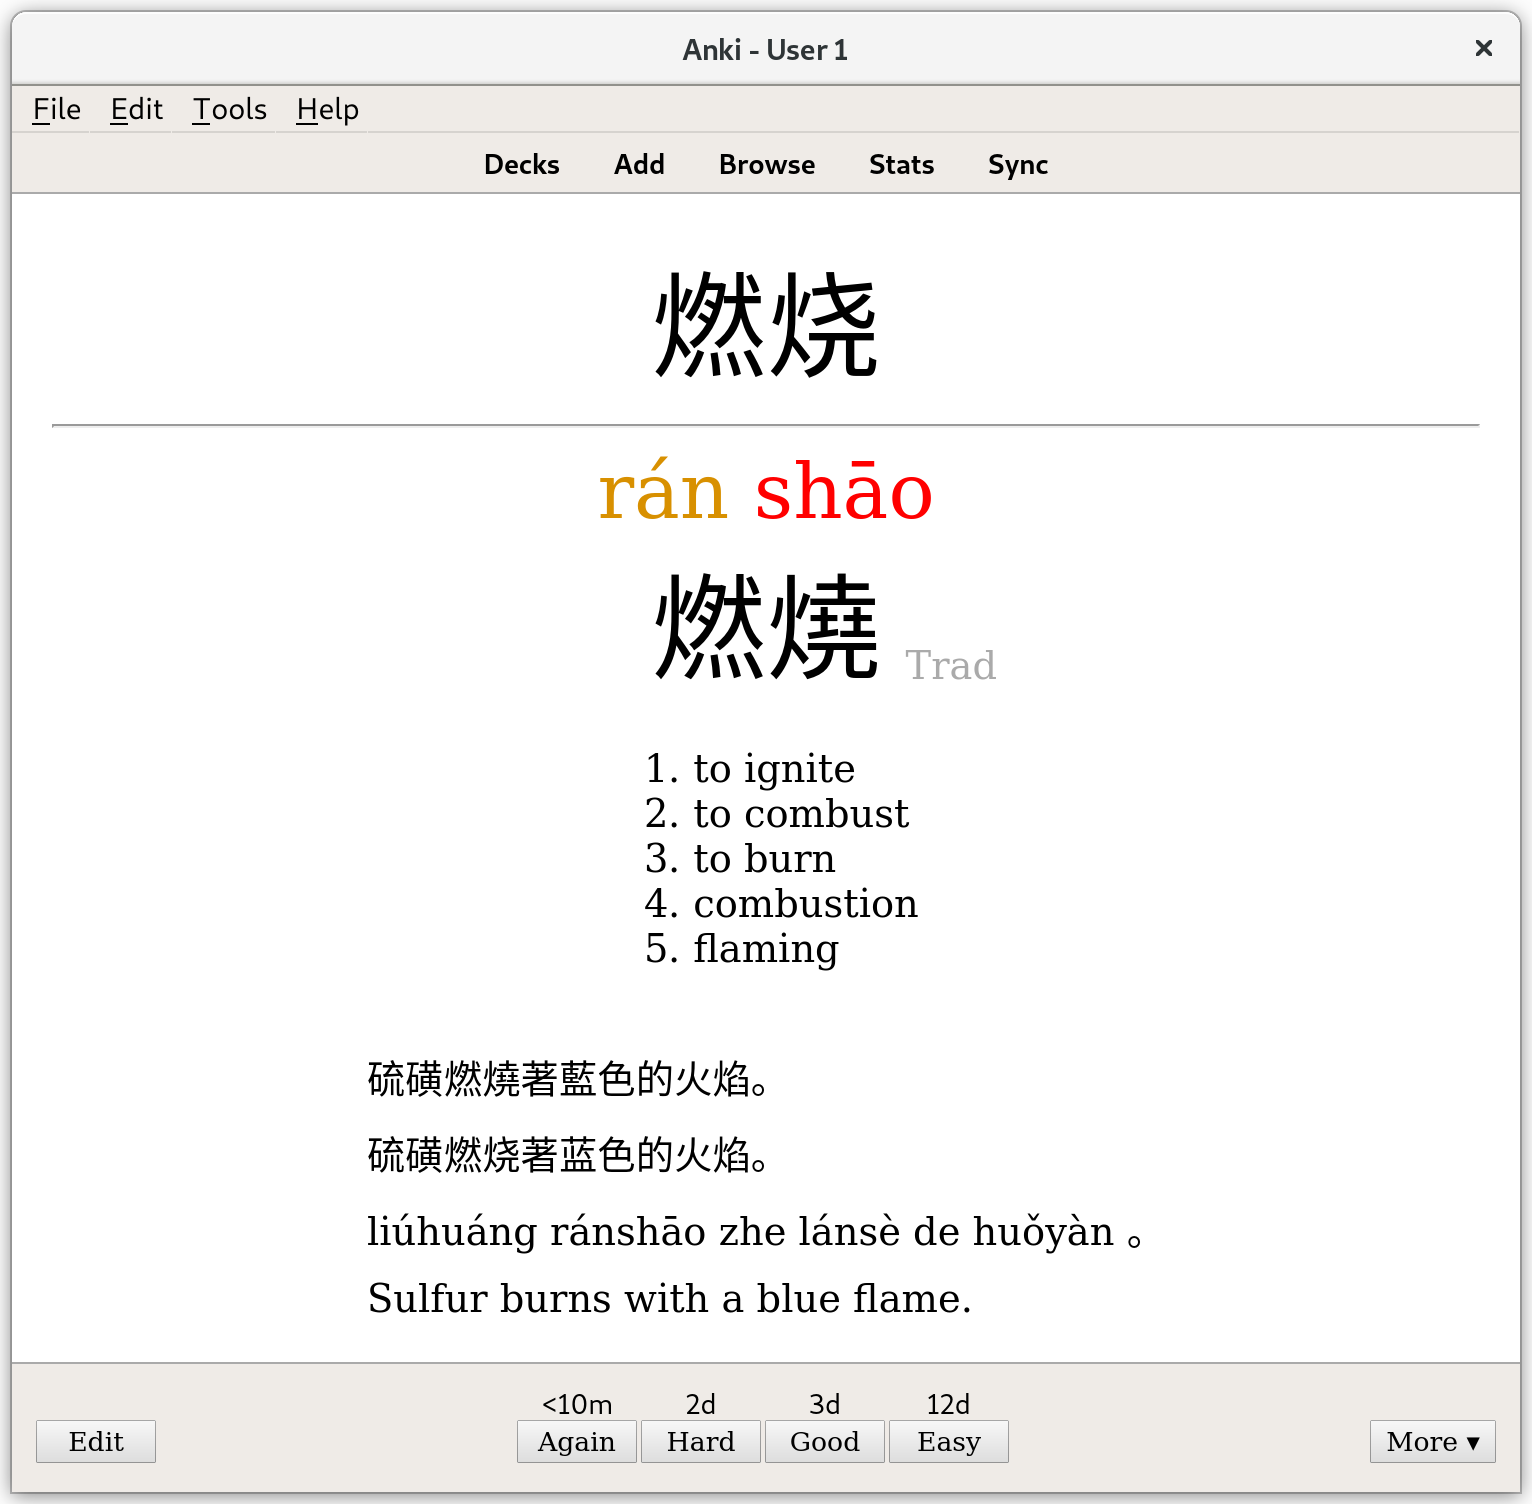 Anki - User 1 ×
File Edit Tools Help
Decks Add Browse Stats Sync
燃烧
rán shāo
燃燒 Trad
1. to ignite
2. to combust
3. to burn
4. combustion
5. flaming
硫磺燃燒著藍色的火焰。
硫磺燃烧著蓝色的火焰。
liúhuáng ránshāo zhe lánsè de huǒyàn 。
Sulfur burns with a blue flame.
<10m 2d 3d 12d
Edit Again Hard Good Easy More ▾